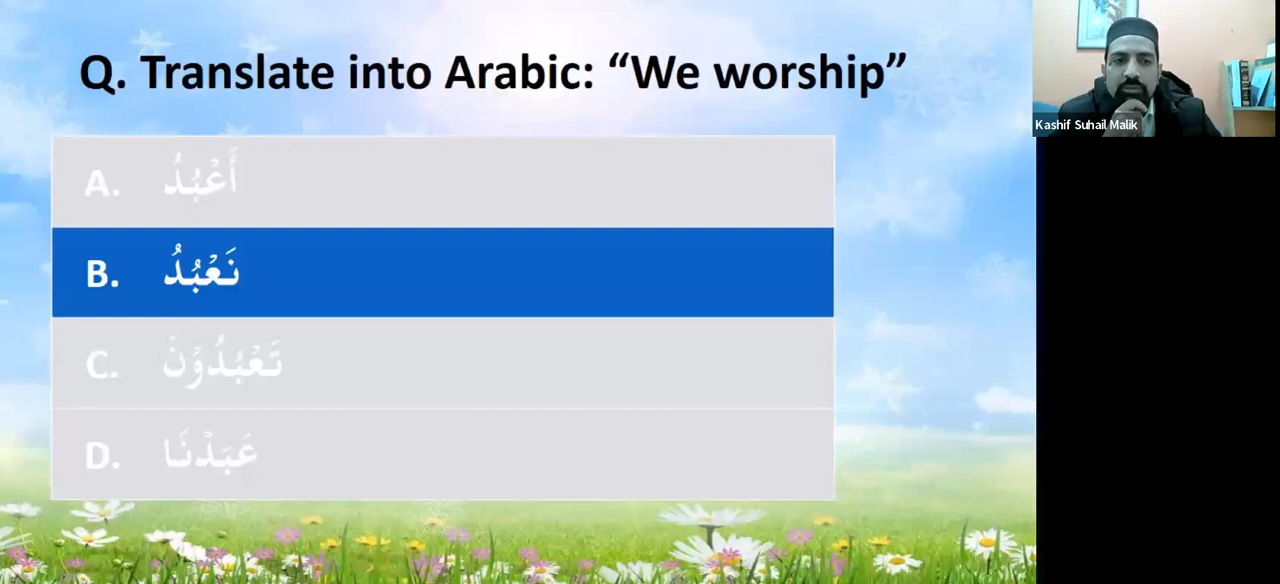 Q. Translate into Arabic: “We worship”
Kashif Suhail Malik
A. أَعْبُدُ
B. نَعْبُدُ
C. تَعْبُدُوْنَ
D. عَبَدْنَا